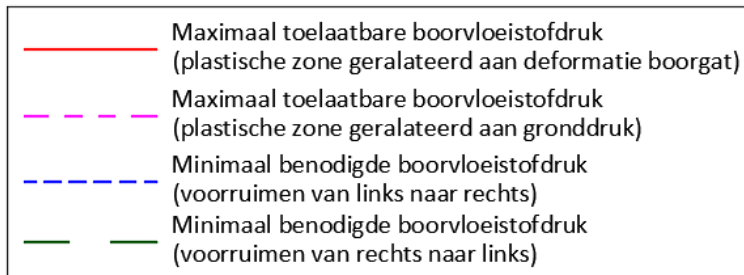 Maximaal toelaatbare boorvloeistofdruk
(plastische zone geralateerd aan deformatie boorgat)
Maximaal toelaatbare boorvloeistofdruk
(plastische zone geralateerd aan gronddruk)
Minimaal benodigde boorvloeistofdruk
(voorruimen van links naar rechts)
Minimaal benodigde boorvloeistofdruk
(voorruimen van rechts naar links)